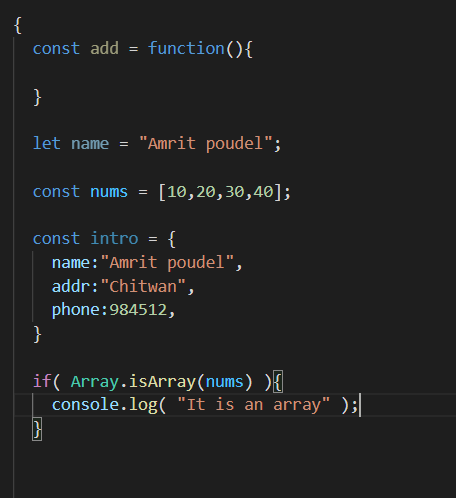 {
const add = function(){
}
let name = "Amrit poudel";
const nums = [10,20,30,40];
const intro = {
name:"Amrit poudel",
addr:"Chitwan",
phone:984512,
}
if( Array.isArray(nums) ){
console.log( "It is an array" );
}